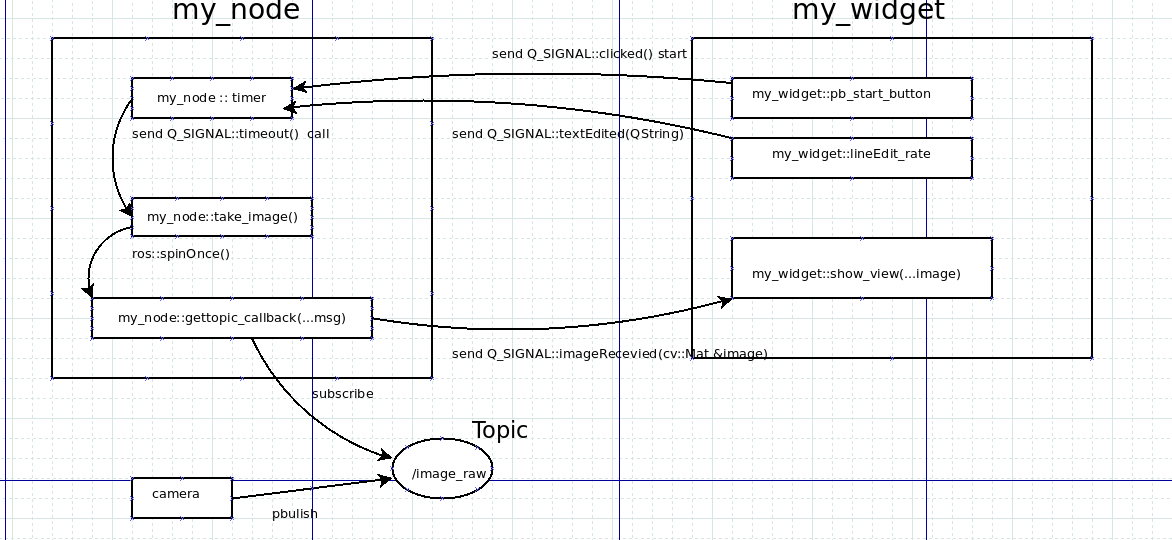 my_node
my_widget
send Q_SIGNAL::clicked() start
my_node :: timer
my_widget::pb_start_button
send Q_SIGNAL::timeout()  call
send Q_SIGNAL::textEdited(QString)
my_widget::lineEdit_rate
my_node::take_image()
ros::spinOnce()
my_widget::show_view(...image)
my_node::gettopic_callback(...msg)
send Q_SIGNAL::imageRecevied(cv::Mat &image)
subscribe
Topic
/image_raw
camera
pbulish